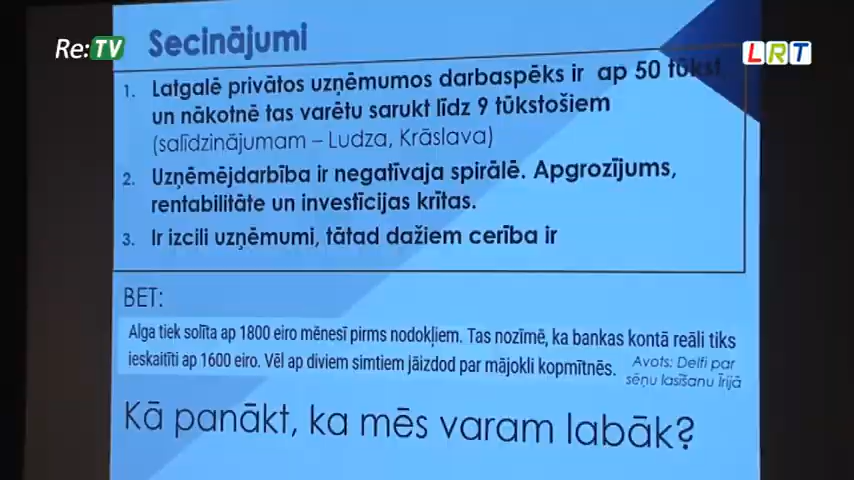 Re:TV
LRT
Secinājumi
1. Latgalē privātos uzņēmumos darbaspēks ir ap 50 tūkst
un nākotnē tas varētu sarukt līdz 9 tūkstošiem
(salīdzinājumam – Ludza, Krāslava)
2. Uzņēmējdarbība ir negatīvaja spirālē. Apgrozījums,
rentabilitāte un investīcijas krītas.
3. Ir izcili uzņēmumi, tātad dažiem cerība ir
BET:
Alga tiek solīta ap 1800 eiro mēnesī pirms nodokļiem. Tas nozīmē, ka bankas kontā reāli tiks
ieskaitīti ap 1600 eiro. Vēl ap diviem simtiem jāizdod par mājokli kopmītnēs.
Avots: Delfi par
sēņu lasīšanu Īrijā
Kā panākt, ka mēs varam labāk?